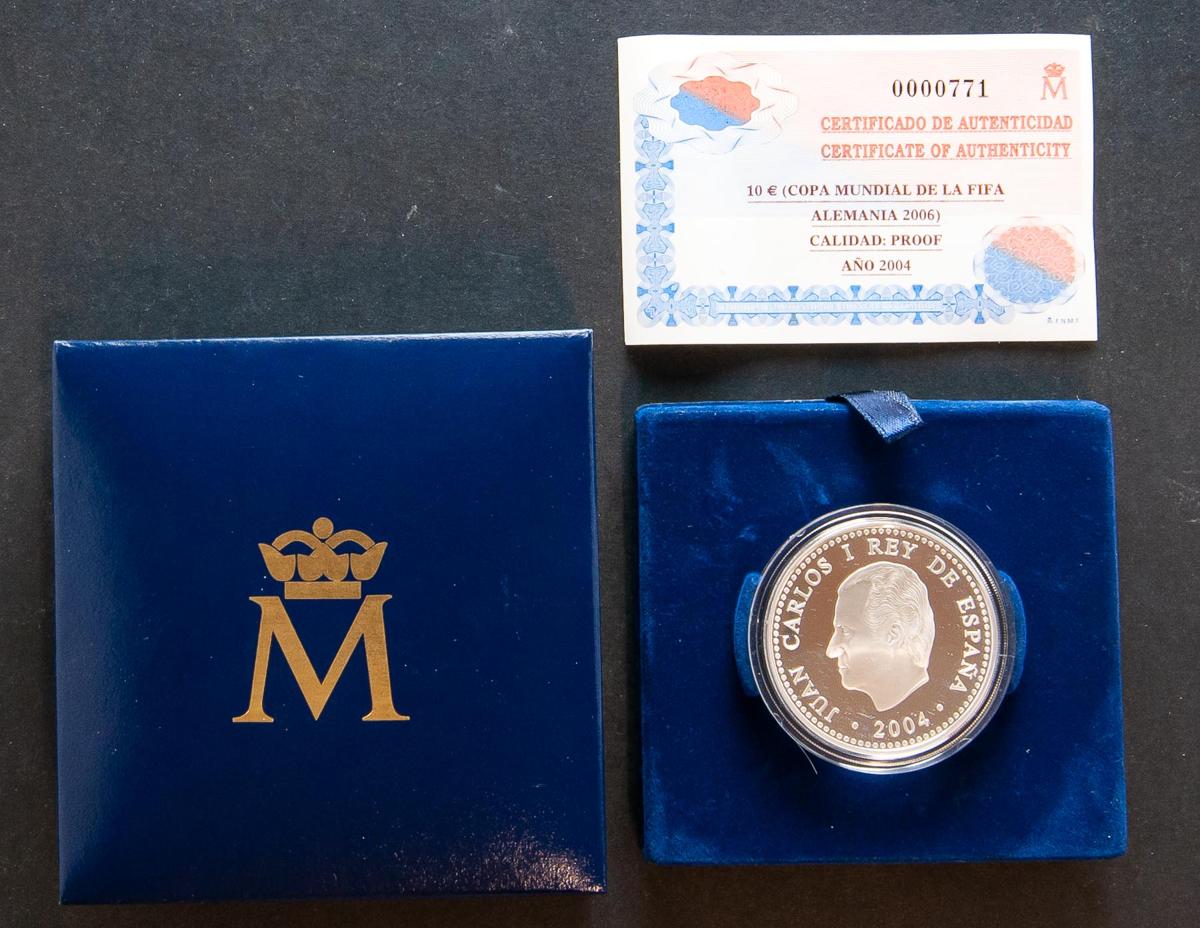 0000771
M
CERTIFICADO DE AUTENTICIDAD
CERTIFICATE OF AUTHENTICITY
10 € (COPA MUNDIAL DE LA FIFA
ALEMANIA 2006)
CALIDAD: PROOF
AÑO 2004
FNMT
M
JUAN CARLOS I REY DE ESPAÑA
• 2004 •